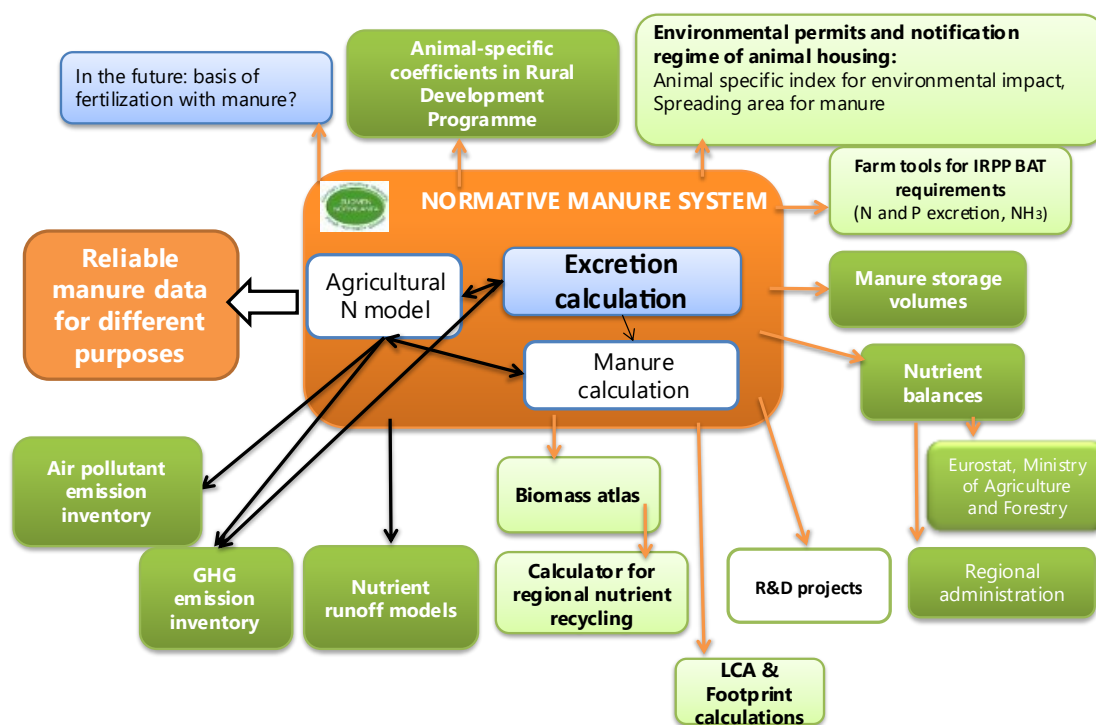 In the future: basis of
fertilization with manure?
Animal-specific
coefficients in Rural
Development
Programme
Environmental permits and notification
regime of animal housing:
Animal specific index for environmental impact,
Spreading area for manure
Farm tools for IRPP BAT
requirements
(N and P excretion, NH3)
NORMATIVE MANURE SYSTEM
Reliable
manure data
for different
purposes
Agricultural
N model
Excretion
calculation
Manure
calculation
Manure storage
volumes
Nutrient
balances
Eurostat, Ministry
of Agriculture
and Forestry
Regional
administration
Air pollutant
emission
inventory
GHG
emission
inventory
Nutrient
runoff models
Biomass atlas
Calculator for
regional nutrient
recycling
R&D projects
LCA &
Footprint
calculations